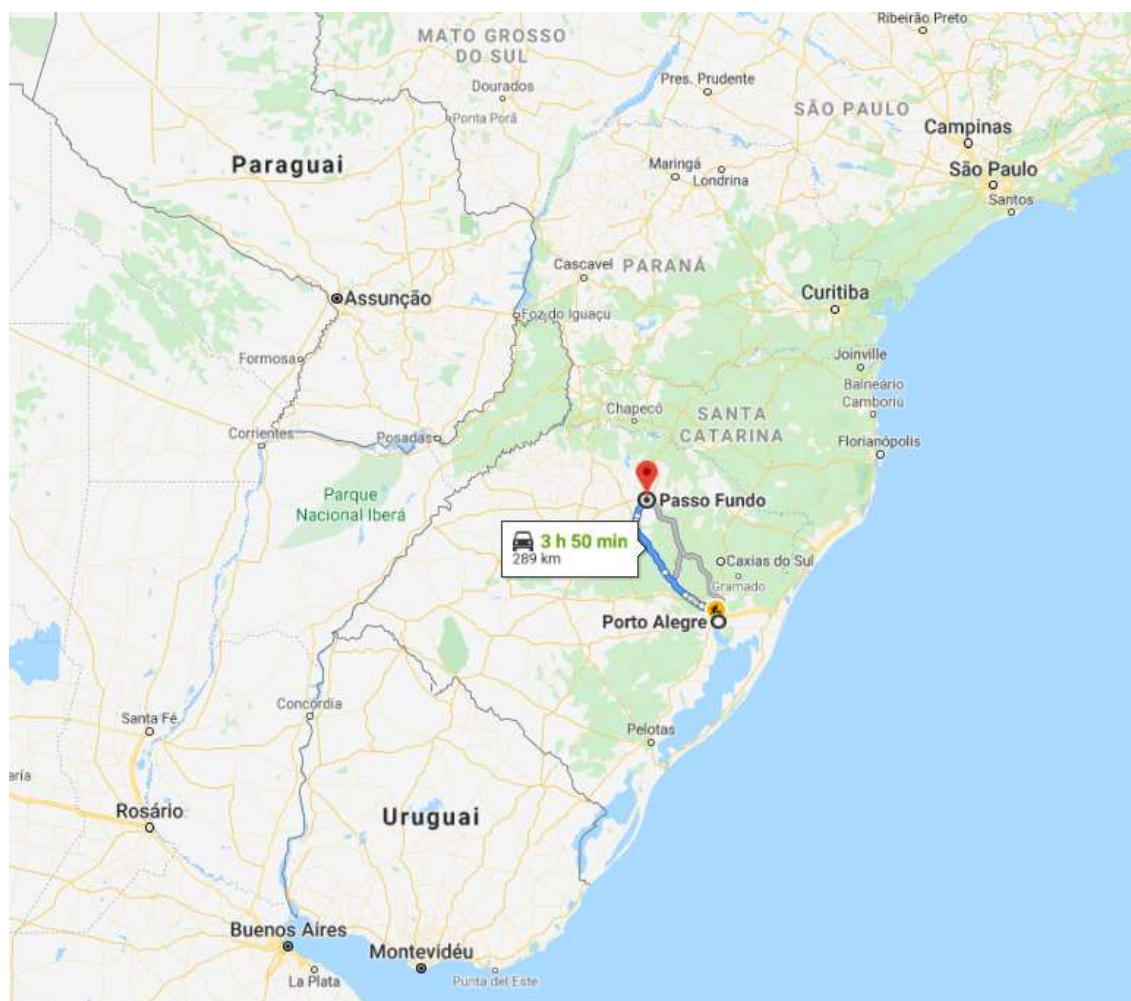 Ribeirão Preto
MATO GROSSO
DO SUL
Dourados
Pres. Prudente
SÃO PAULO
Ponta Porã
Campinas
Paraguai
Maringá
Londrina
São Paulo
Santos
Cascavel
PARANÁ
Assunção
Curitiba
Foz do Iguaçu
Formosa
Joinville
Balneário
Camboriú
Chapecó
SANTA
CATARINA
Corrientes
Posadas
Florianópolis
Parque
Nacional Iberá
Passo Fundo
3 h 50 min
289 km
Caxias do Sul
Gramado
Porto Alegre
Concórdia
Santa Fé
Pelotas
aría
Rosário
Uruguai
Buenos Aires
Montevidéu
La Plata
Punta del Este